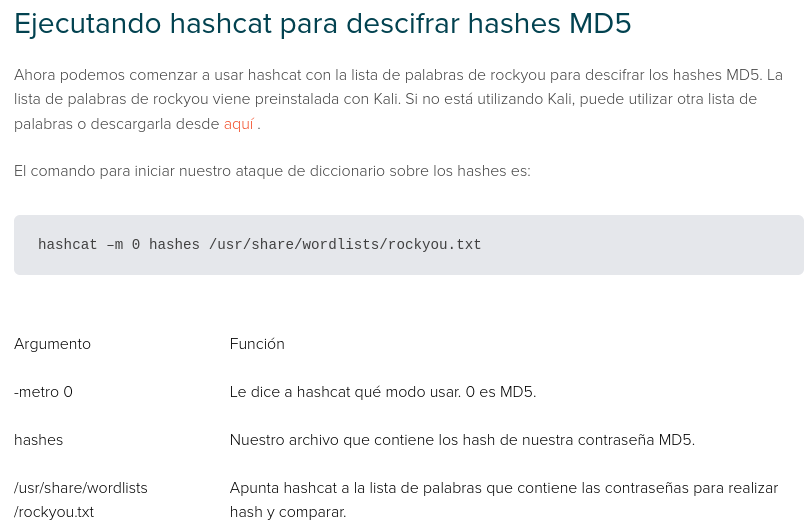 Ejecutando hashcat para descifrar hashes MD5
Ahora podemos comenzar a usar hashcat con la lista de palabras de rockyou para descifrar los hashes MD5. La
lista de palabras de rockyou viene preinstalada con Kali. Si no está utilizando Kali, puede utilizar otra lista de
palabras o descargarla desde aquí .
El comando para iniciar nuestro ataque de diccionario sobre los hashes es:
hashcat –m 0 hashes /usr/share/wordlists/rockyou.txt
Argumento Función
-metro 0 Le dice a hashcat qué modo usar. 0 es MD5.
hashes Nuestro archivo que contiene los hash de nuestra contraseña MD5.
/usr/share/wordlists Apunta hashcat a la lista de palabras que contiene las contraseñas para realizar
/rockyou.txt hash y comparar.